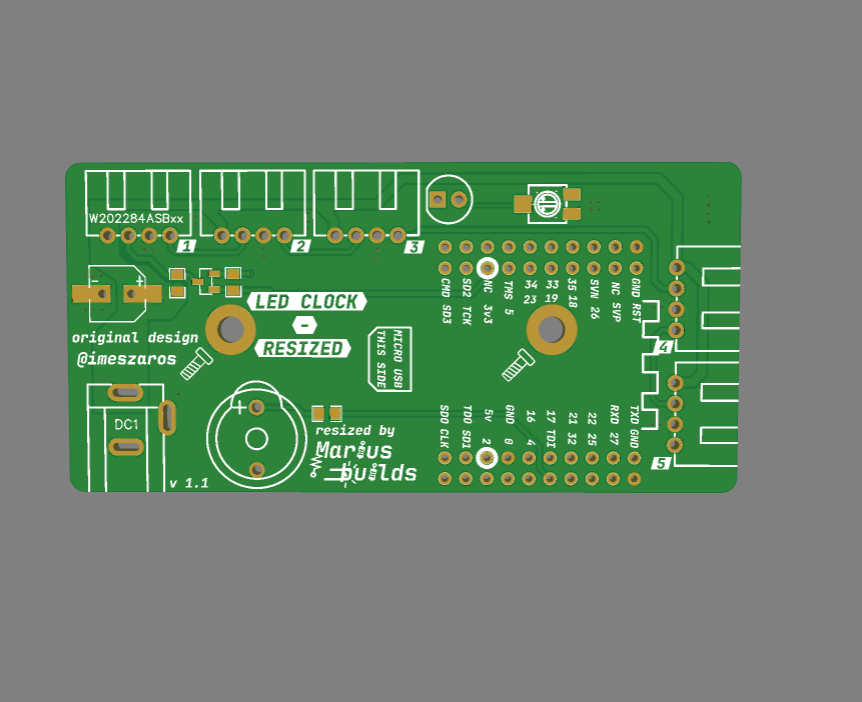 W202284ASBxx
1
2
3
-
+
LED CLOCK
-
RESIZED
original design
@imeszaros
MICRO USB
THIS SIDE
CMD SD3
SD2 TCK
NC 3v3
TMS 5
34 23
33 19
35 18
SVN 26
NC SVP
GND RST
4
DC1
+
resized by
Marius
builds
v 1.1
SDO CLK
TDO SD1
5v 2
GND 0
16 4
17 TDI
21 32
22 25
RXD 27
TXD GND
5